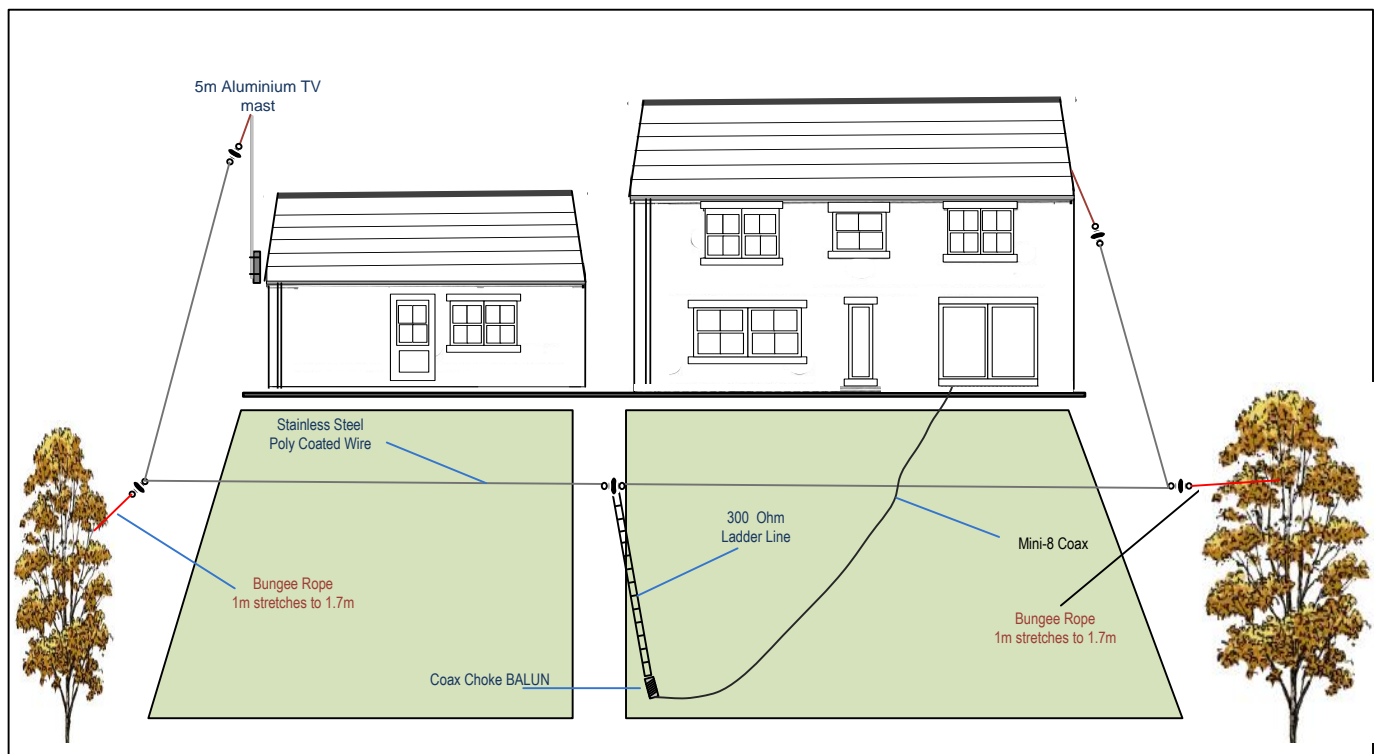 5m Aluminium TV
mast
Stainless Steel
Poly Coated Wire
300 Ohm
Ladder Line
Mini-8 Coax
Bungee Rope
1m stretches to 1.7m
Bungee Rope
1m stretches to 1.7m
Coax Choke BALUN